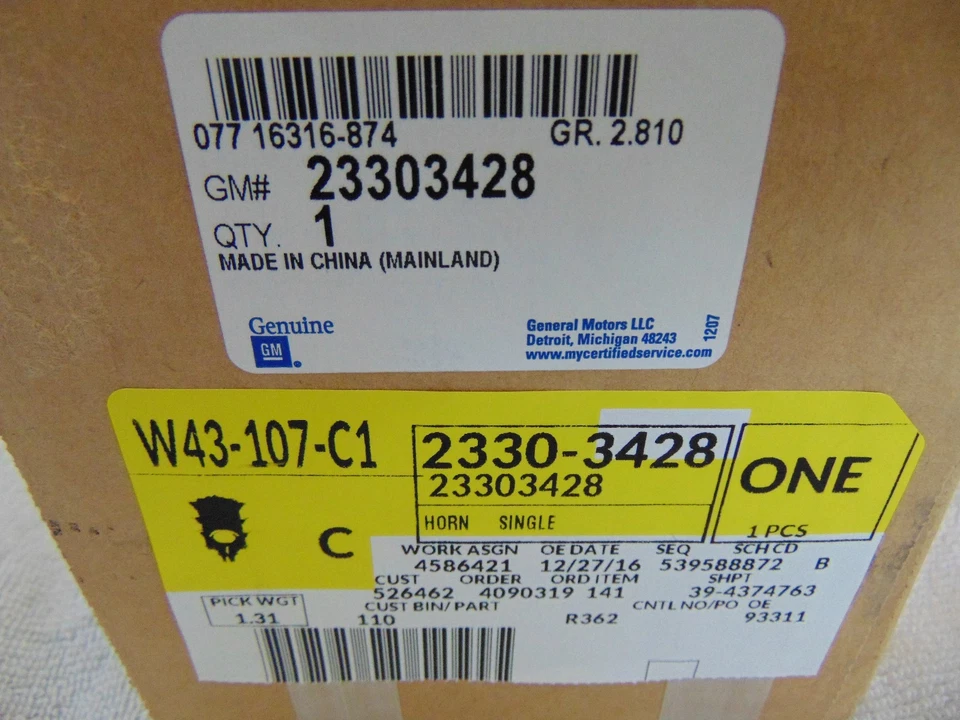 077 16316-874 GR. 2.810
GM# 23303428
QTY. 1
MADE IN CHINA (MAINLAND)
Genuine
GM
General Motors LLC
Detroit, Michigan 48243
www.mycertifiedservice.com
1207
W43-107-C1
2330-3428
23303428
HORN SINGLE
ONE
1 PCS
C
WORK ASGN OE DATE SEQ SCH CD
4586421 12/27/16 539588872 B
CUST ORDER ORD ITEM SHPT
526462 4090319 141 39-4374763
PICK WGT CUST BIN/PART CNTL NO/PO OE
1.31 110 R362 93311